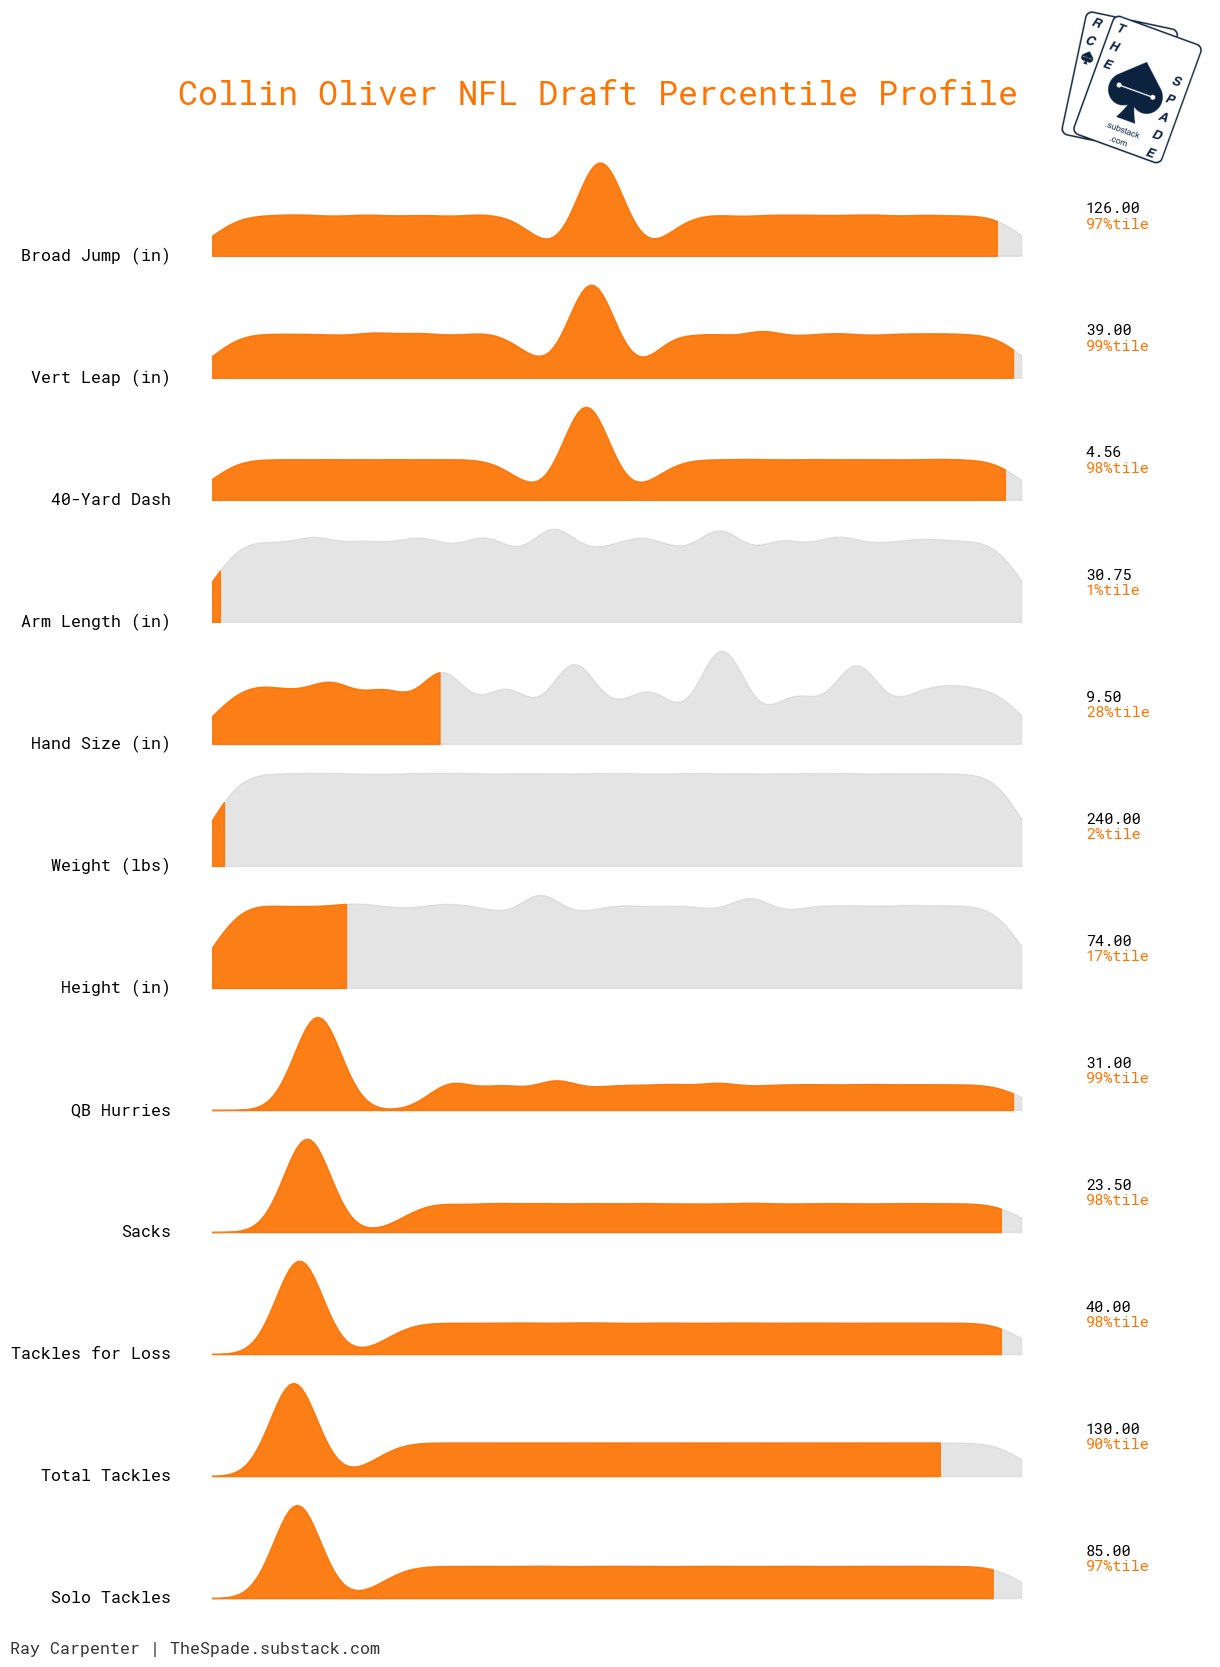 R
C
THE
SPADE
.substack
.com
Collin Oliver NFL Draft Percentile Profile
Broad Jump (in)
126.00
97%tile
Vert Leap (in)
39.00
99%tile
40-Yard Dash
4.56
98%tile
Arm Length (in)
30.75
1%tile
Hand Size (in)
9.50
28%tile
Weight (lbs)
240.00
2%tile
Height (in)
74.00
17%tile
QB Hurries
31.00
99%tile
Sacks
23.50
98%tile
Tackles for Loss
40.00
98%tile
Total Tackles
130.00
90%tile
Solo Tackles
85.00
97%tile
Ray Carpenter | TheSpade.substack.com